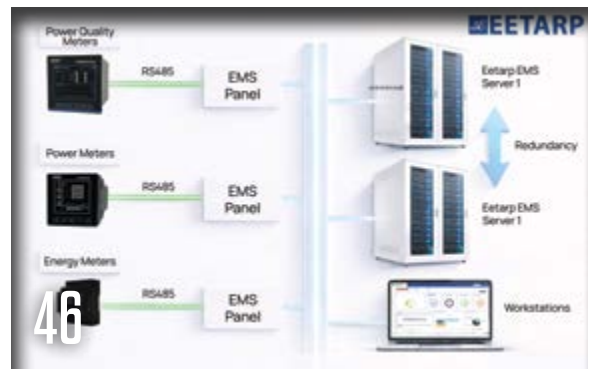 EETARP
Power Quality
Meters
RS485
EMS
Panel
Eetarp EMS
Server 1
Redundancy
Power Meters
RS485
EMS
Panel
Eetarp EMS
Server 1
Energy Meters
RS485
EMS
Panel
Workstations
46